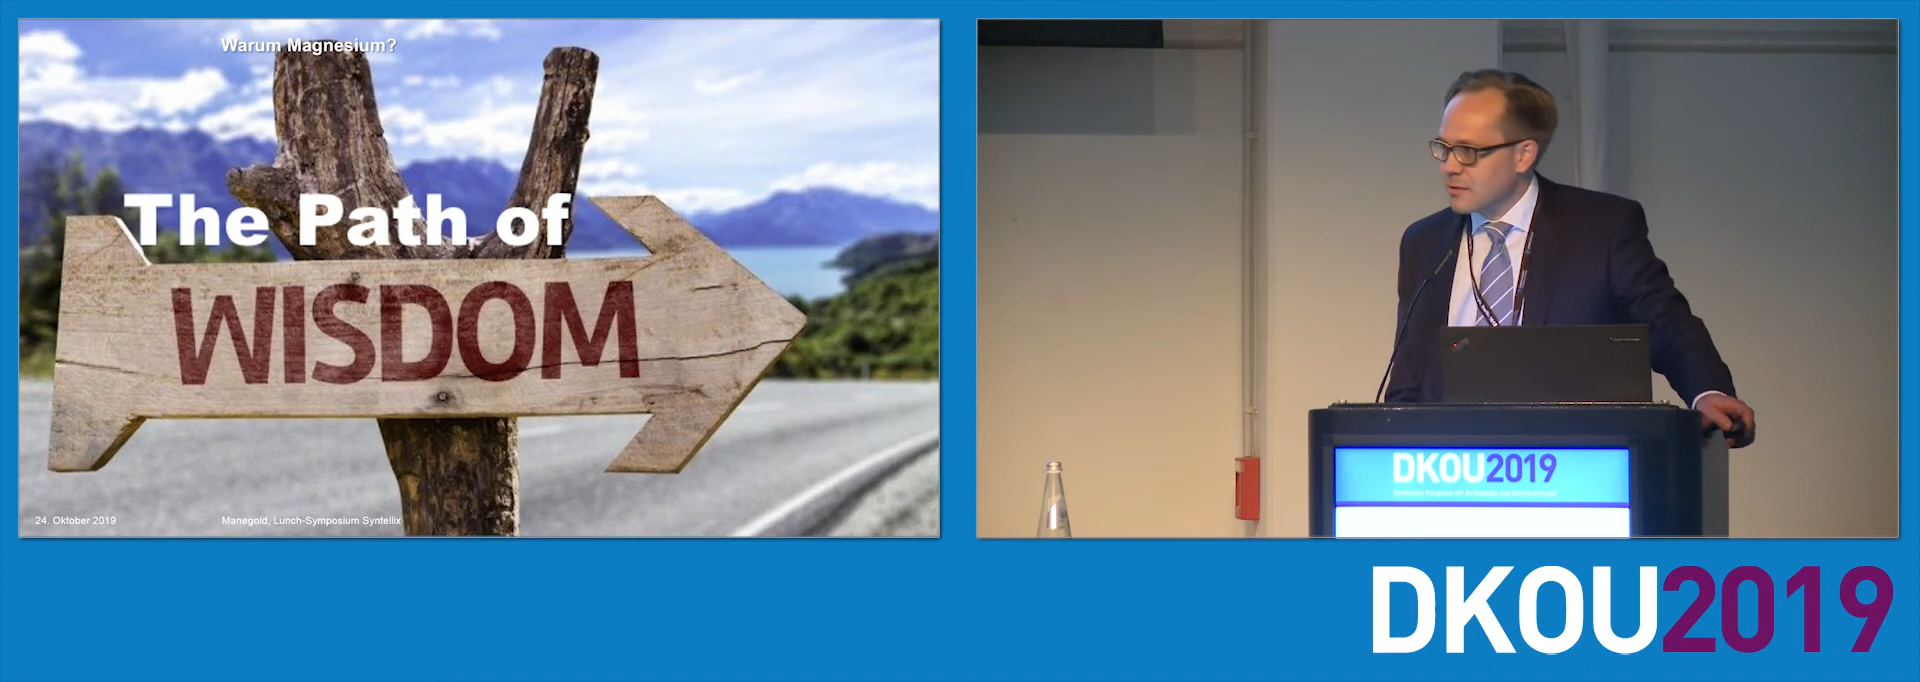 Warum Magnesium?
The Path of
WISDOM
24. Oktober 2019
Manegold, Lunch-Symposium Syntellix
DKOU2019
DKOU2019